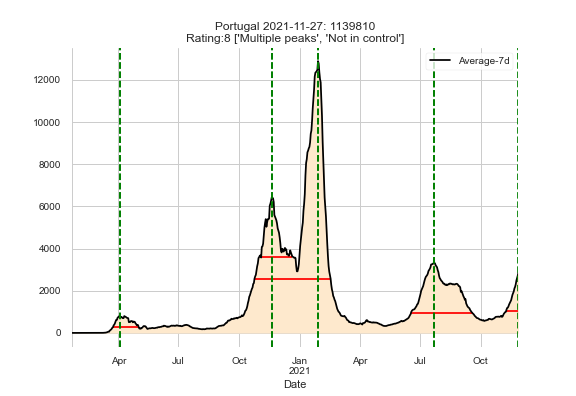 Portugal 2021-11-27: 1139810
Rating:8 ['Multiple peaks', 'Not in control']
Average-7d
12000
10000
8000
6000
4000
2000
0
Apr Jul Oct Jan Apr Jul Oct
2021
Date